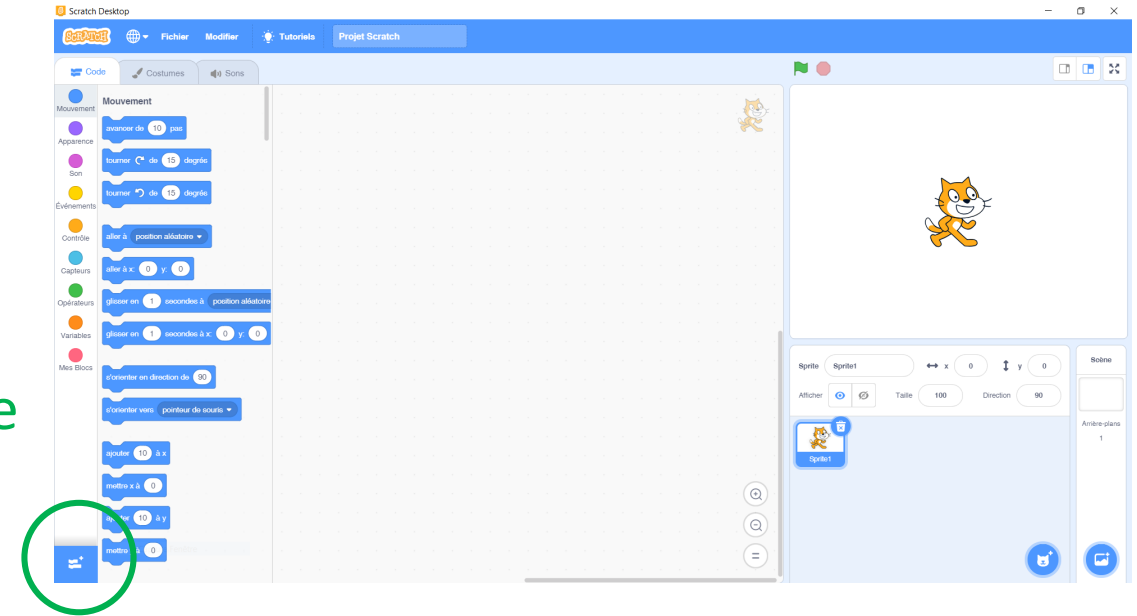 Scratch Desktop
SCRATCH Fichier Modifier Tutoriels Projet Scratch
Code Costumes Sons
Mouvement
Apparence
Son
Événements
Contrôle
Capteurs
Opérateurs
Variables
Mes Blocs
Mouvement
avancer de 10 pas
tourner de 15 degrés
tourner de 15 degrés
aller à position aléatoire
aller à x: 0 y: 0
glisser en 1 secondes à position aléatoire
glisser en 1 secondes à x: 0 y: 0
s'orienter en direction de 90
s'orienter vers pointeur de souris
ajouter 10 à x
mettre x à 0
ajouter 10 à y
mettre à 0
Sprite Sprite1 x 0 y 0
Afficher Taille 100 Direction 90
Sprite1
Scène
Arrière-plans
1
e